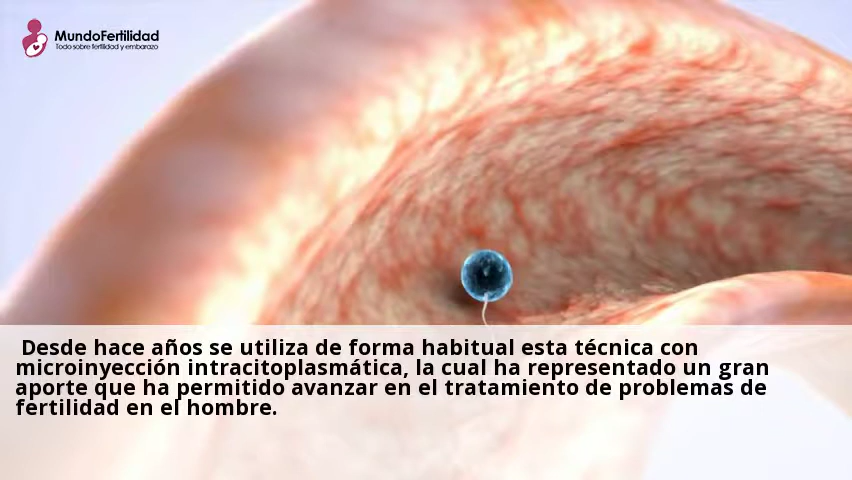 MundoFertilidad
Todo sobre fertilidad y embarazo
Desde hace años se utiliza de forma habitual esta técnica con
microinyección intracitoplasmática, la cual ha representado un gran
aporte que ha permitido avanzar en el tratamiento de problemas de
fertilidad en el hombre.